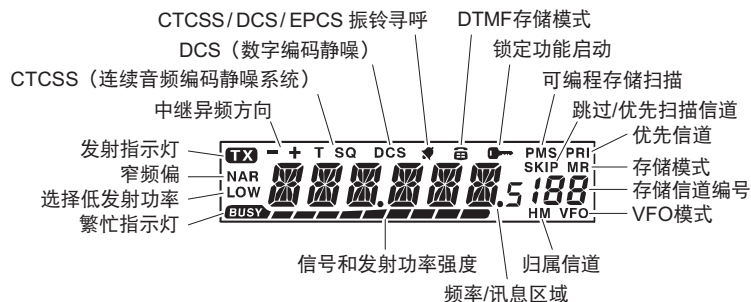 CTCSS/DCS/EPCS 振铃寻呼
DTMF存储模式
DCS（数字编码静噪）
锁定功能启动
CTCSS（连续音频编码静噪系统）
可编程存储扫描
中继异频方向
跳过/优先扫描信道
优先信道
发射指示灯
TX - + T SQ DCS PMS PRI
SKIP MR
存储模式
窄频偏
NAR
选择低发射功率
LOW
.5 188
存储信道编号
繁忙指示灯
BUSY
HM VFO
VFO模式
信号和发射功率强度
归属信道
频率/讯息区域